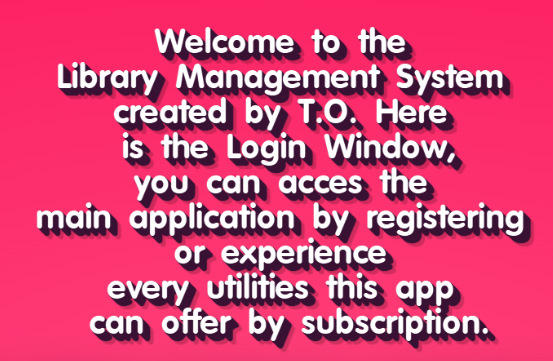 Welcome to the
Library Management System
created by T.O. Here
is the Login Window,
you can acces the
main application by registering
or experience
every utilities this app
can offer by subscription.